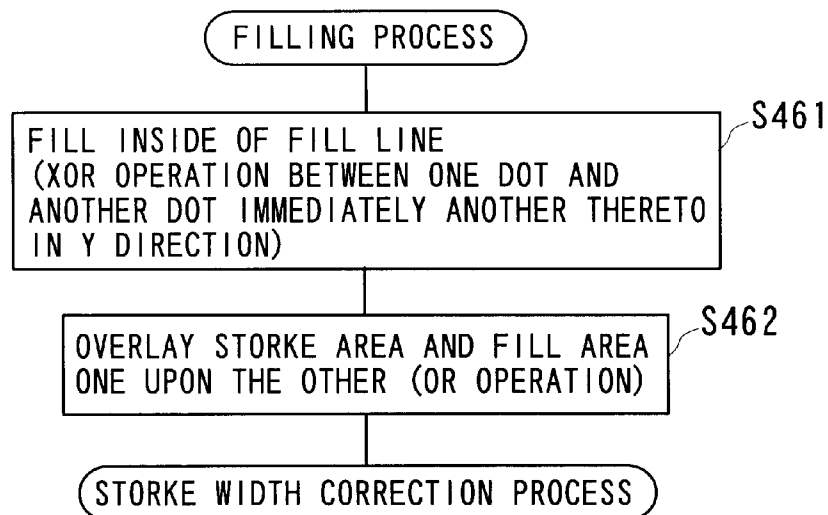 FILLING PROCESS
S461
FILL INSIDE OF FILL LINE
(XOR OPERATION BETWEEN ONE DOT AND
ANOTHER DOT IMMEDIATELY ANOTHER THERETO
IN Y DIRECTION)
S462
OVERLAY STORKE AREA AND FILL AREA
ONE UPON THE OTHER (OR OPERATION)
STORKE WIDTH CORRECTION PROCESS